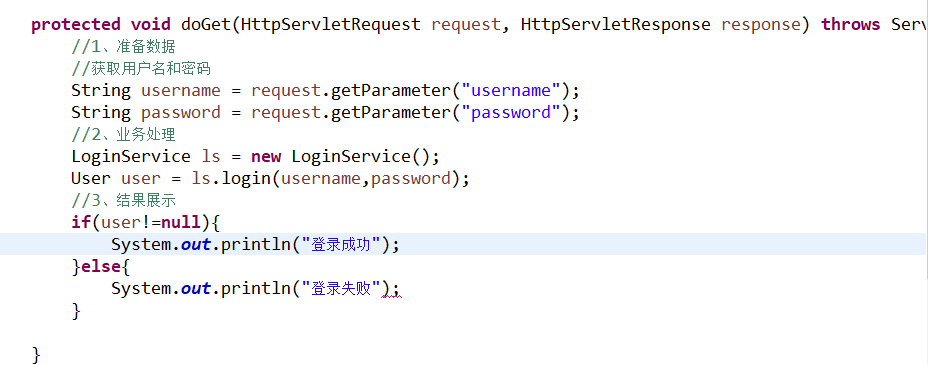 protected void doGet(HttpServletRequest request, HttpServletResponse response) throws Serv
//1、准备数据
//获取用户名和密码
String username = request.getParameter("username");
String password = request.getParameter("password");
//2、业务处理
LoginService ls = new LoginService();
User user = ls.login(username,password);
//3、结果展示
if(user!=null){
System.out.println("登录成功");
}else{
System.out.println("登录失败");
}
}